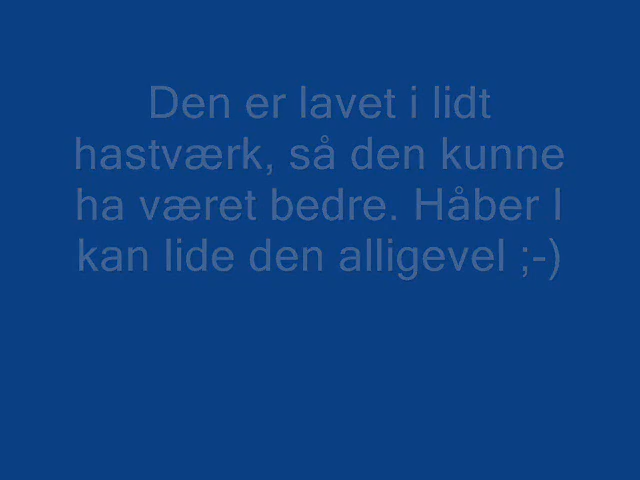 Den er lavet i lidt
hastværk, så den kunne
ha været bedre. Håber I
kan lide den alligevel ;-)